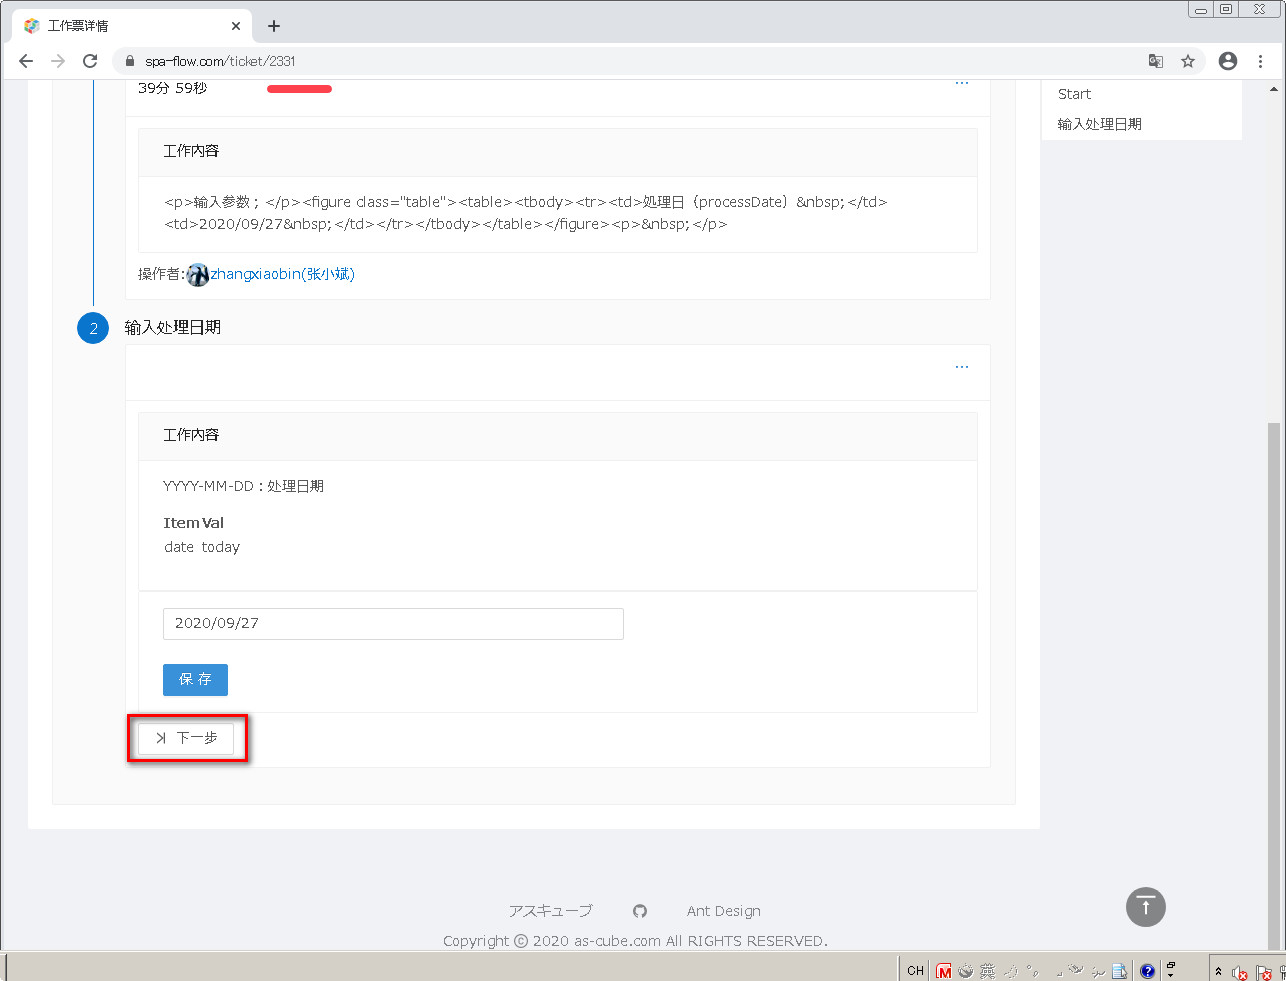 工作票详情
spa-flow.com/ticket/2331
39分 59秒
Start
输入处理日期
工作内容
<p>输入参数；</p><figure class="table"><table><tbody><tr><td>処理日（processDate）&nbsp;</td>
<td>2020/09/27&nbsp;</td></tr></tbody></table></figure><p>&nbsp;</p>
操作者:zhangxiaobin(张小斌)
2 输入处理日期
工作内容
YYYY-MM-DD：处理日期
Item Val
date today
2020/09/27
保 存
下一步
アスキューブ Ant Design
Copyright © 2020 as-cube.com All RIGHTS RESERVED.
CH